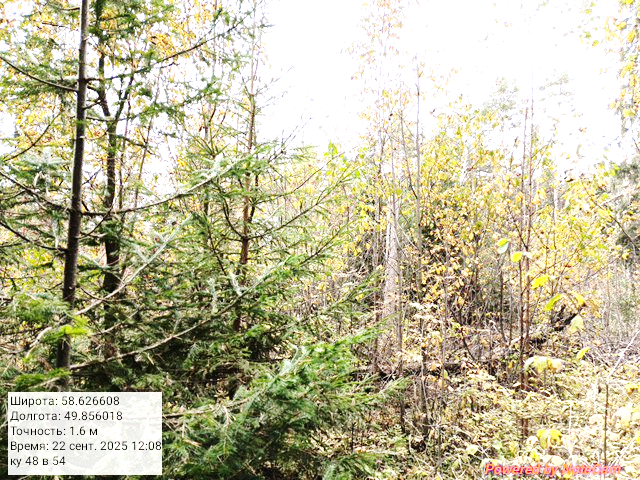 Широта: 58.626608
Долгота: 49.856018
Точность: 1.6 м
Время: 22 сент. 2025 12:08
ку 48 в 54
Powered by NoteCam